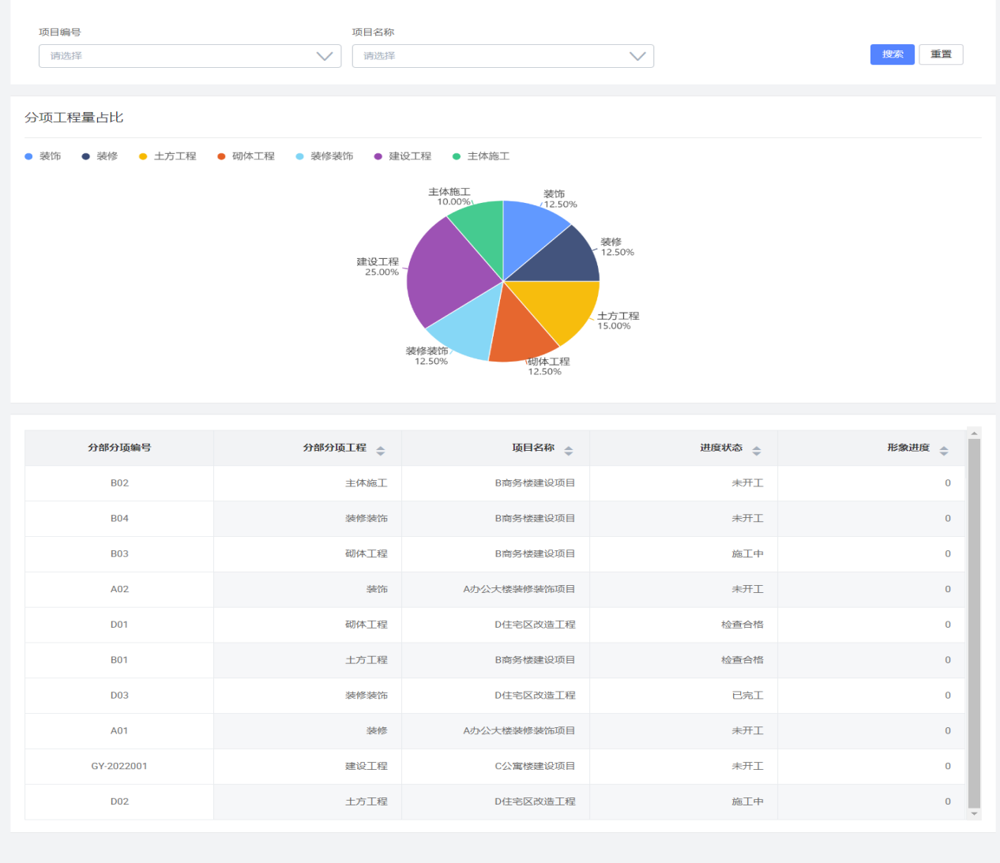 项目编号
项目名称
请选择
请选择
搜索
重置
分项工程量占比
装饰
装修
土方工程
砌体工程
装修装饰
建设工程
主体施工
主体施工
10.00%
装饰
12.50%
装修
12.50%
建设工程
25.00%
土方工程
15.00%
装修装饰
12.50%
砌体工程
12.50%
分部分项编号 分部分项工程 项目名称 进度状态 形象进度
B02 主体施工 B商务楼建设项目 未开工 0
B04 装修装饰 B商务楼建设项目 未开工 0
B03 砌体工程 B商务楼建设项目 施工中 0
A02 装饰 A办公大楼装修装饰项目 未开工 0
D01 砌体工程 D住宅区改造工程 检查合格 0
B01 土方工程 B商务楼建设项目 检查合格 0
D03 装修装饰 D住宅区改造工程 已完工 0
A01 装修 A办公大楼装修装饰项目 未开工 0
GY-2022001 建设工程 C公寓楼建设项目 未开工 0
D02 土方工程 D住宅区改造工程 施工中 0